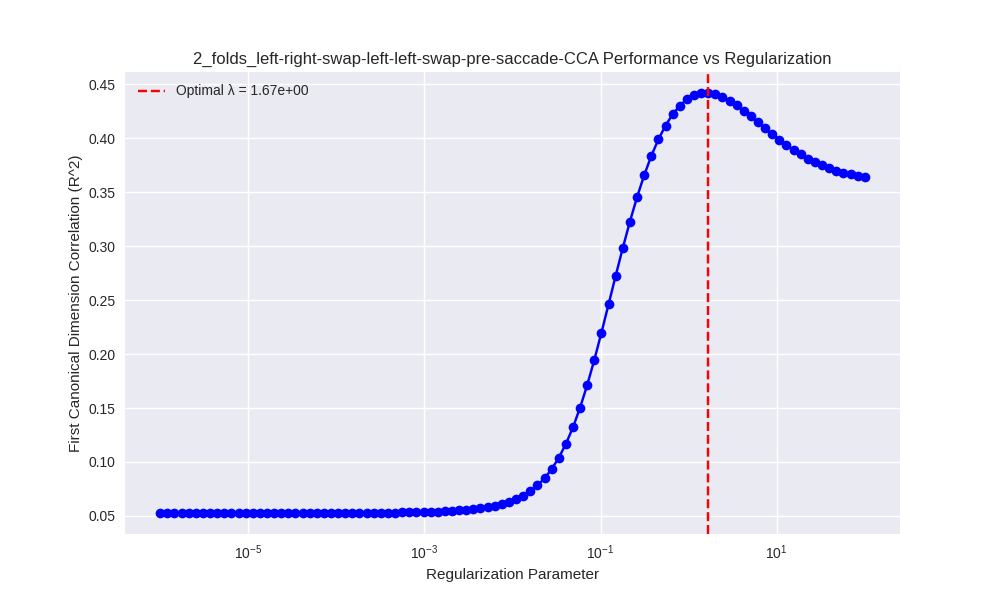 2_folds_left-right-swap-left-left-swap-pre-saccade-CCA Performance vs Regularization
Optimal λ = 1.67e+00
First Canonical Dimension Correlation (R^2)
0.45
0.40
0.35
0.30
0.25
0.20
0.15
0.10
0.05
10⁻⁵ 10⁻³ 10⁻¹ 10¹
Regularization Parameter